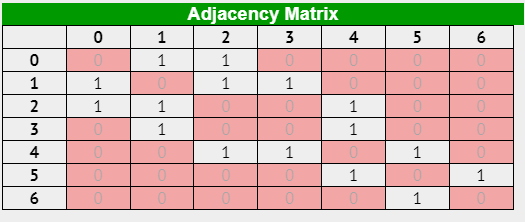 Adjacency Matrix
0 1 2 3 4 5 6
0 0 1 1 0 0 0 0
1 1 0 1 1 0 0 0
2 1 1 0 0 1 0 0
3 0 1 0 0 1 0 0
4 0 0 1 1 0 1 0
5 0 0 0 0 1 0 1
6 0 0 0 0 0 1 0